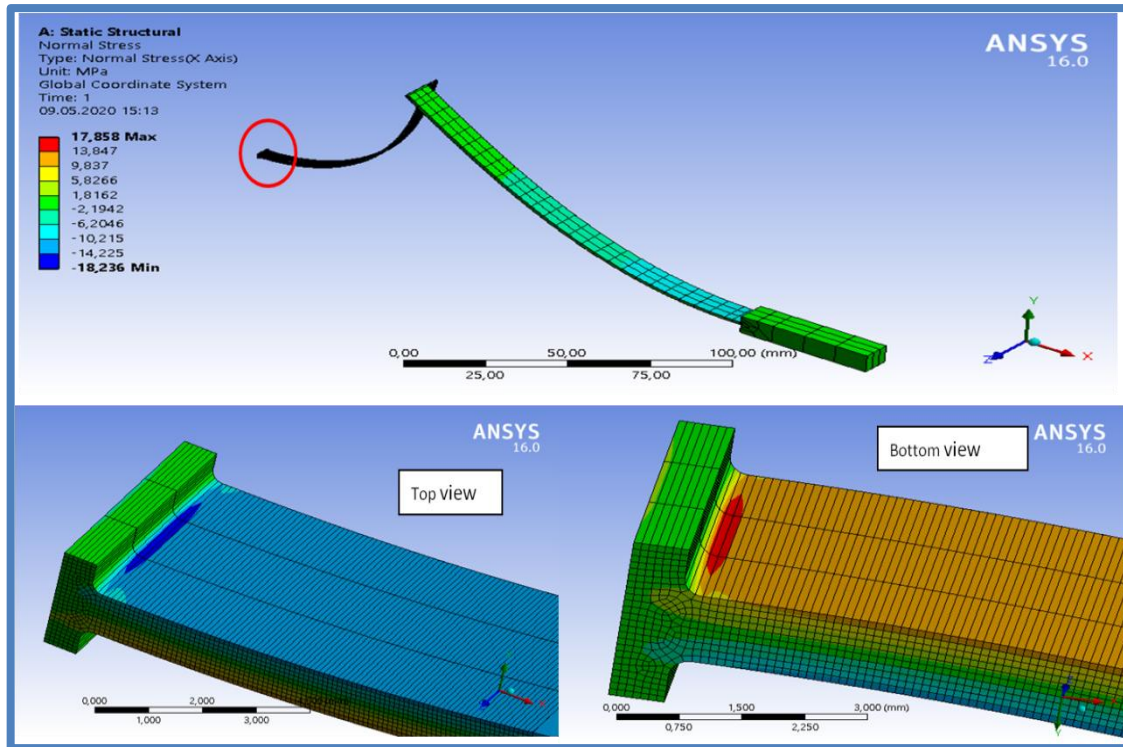 A: Static Structural
Normal Stress
Type: Normal Stress(X Axis)
Unit: MPa
Global Coordinate System
Time: 1
09.05.2020 15:13
17,858 Max
13,847
9,837
5,8266
1,8162
-2,1942
-6,2046
-10,215
-14,225
-18,236 Min
ANSYS
16.0
0,00 50,00 100,00 (mm)
25,00 75,00
Y
Z X
ANSYS
16.0
Top view
0,000 2,000
1,000 3,000
ANSYS
16.0
Bottom view
0,000 1,500 3,000 (mm)
0,750 2,250
Y